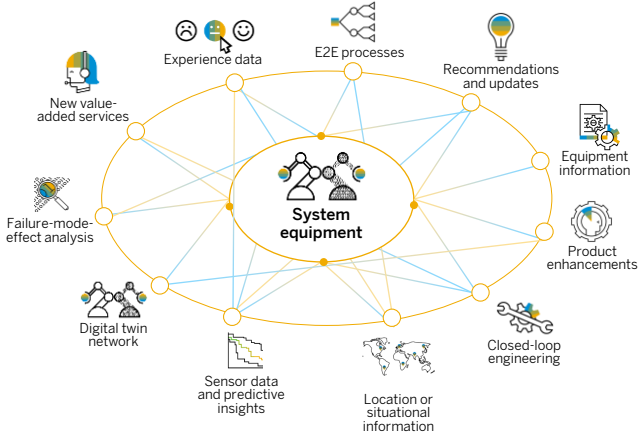 Experience data
E2E processes
Recommendations
and updates
New value-
added services
Equipment
information
System
equipment
Failure-mode-
effect analysis
Product
enhancements
Digital twin
network
Closed-loop
engineering
Sensor data
and predictive
insights
Location or
situational
information